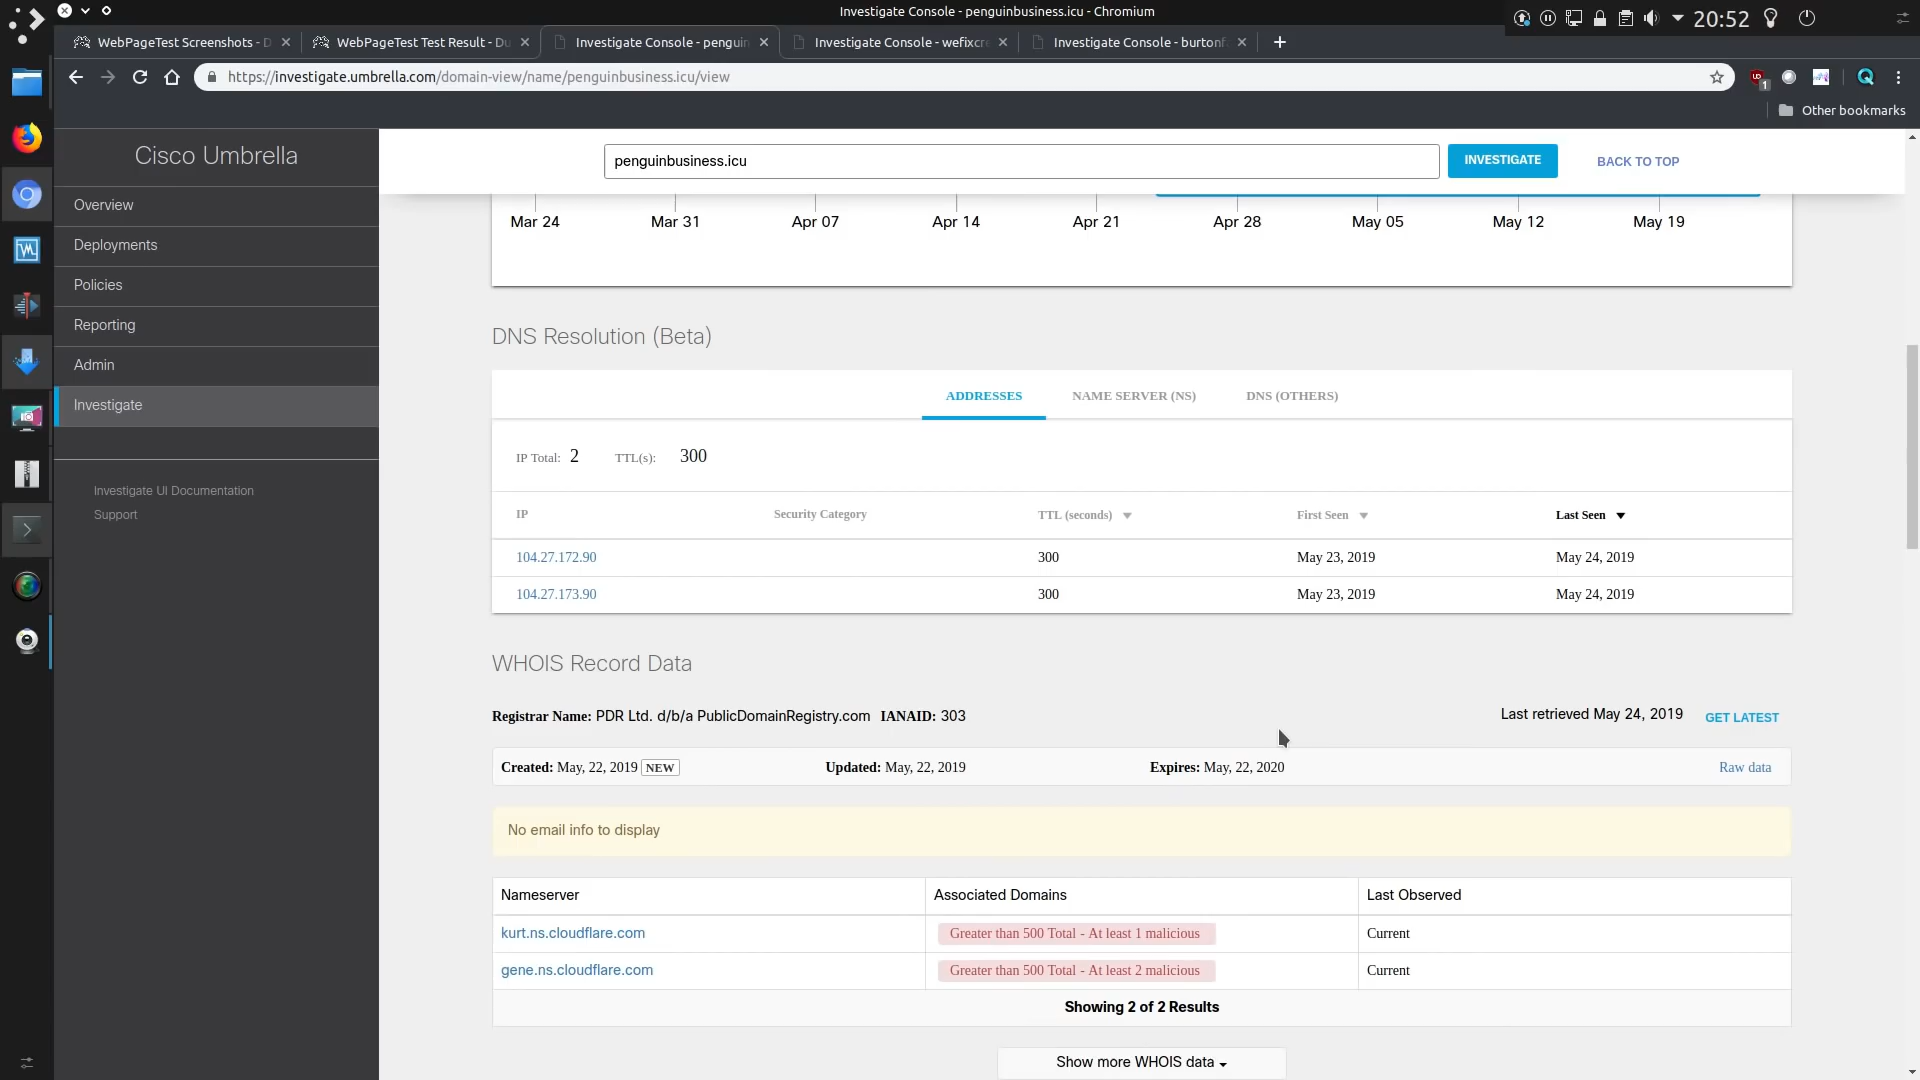 Investigate Console - penguinbusiness.icu - Chromium
20:52
WebPageTest Screenshots - D
WebPageTest Test Result - Du
Investigate Console - penguin
Investigate Console - wefixcre
Investigate Console - burtonf
https://investigate.umbrella.com/domain-view/name/penguinbusiness.icu/view
1
Other bookmarks
Cisco Umbrella
Overview
Deployments
Policies
Reporting
Admin
Investigate
Investigate UI Documentation
Support
penguinbusiness.icu
INVESTIGATE
BACK TO TOP
Mar 24 Mar 31 Apr 07 Apr 14 Apr 21 Apr 28 May 05 May 12 May 19
DNS Resolution (Beta)
ADDRESSES NAME SERVER (NS) DNS (OTHERS)
IP Total: 2 TTL(s): 300
IP Security Category TTL (seconds) First Seen Last Seen
104.27.172.90 300 May 23, 2019 May 24, 2019
104.27.173.90 300 May 23, 2019 May 24, 2019
WHOIS Record Data
Registrar Name: PDR Ltd. d/b/a PublicDomainRegistry.com IANAID: 303 Last retrieved May 24, 2019 GET LATEST
Created: May, 22, 2019 NEW Updated: May, 22, 2019 Expires: May, 22, 2020 Raw data
No email info to display
Nameserver Associated Domains Last Observed
kurt.ns.cloudflare.com Greater than 500 Total - At least 1 malicious Current
gene.ns.cloudflare.com Greater than 500 Total - At least 2 malicious Current
Showing 2 of 2 Results
Show more WHOIS data